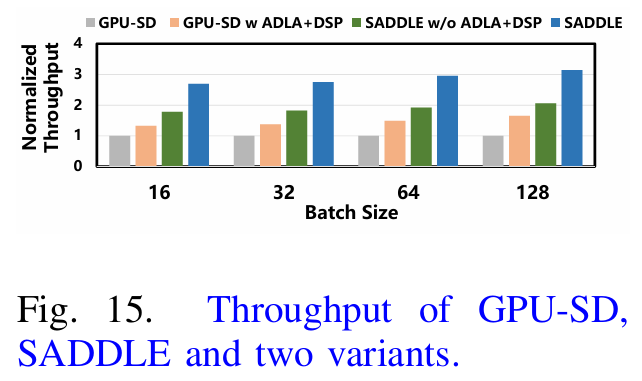 GPU-SD GPU-SD w ADLA+DSP SADDLE w/o ADLA+DSP SADDLE
Normalized
Throughput
4
3
2
1
0
16 32 64 128
Batch Size
Fig. 15. Throughput of GPU-SD,
SADDLE and two variants.